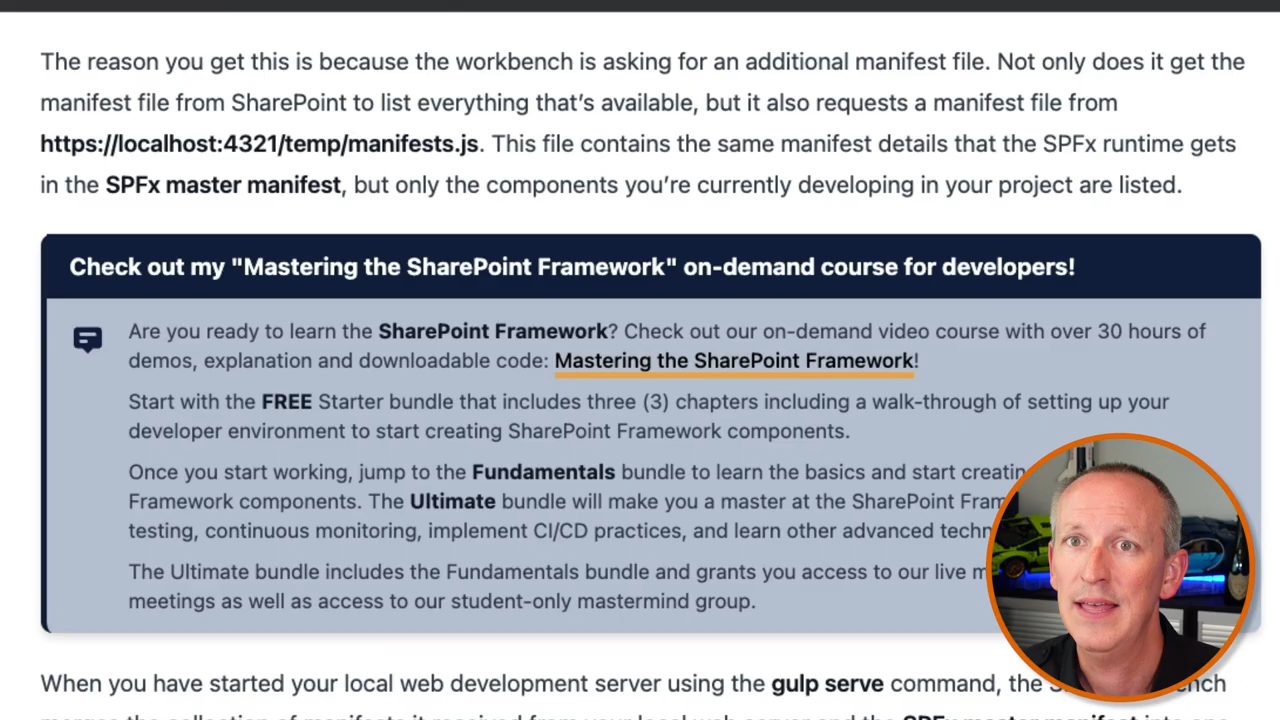 The reason you get this is because the workbench is asking for an additional manifest file. Not only does it get the
manifest file from SharePoint to list everything that's available, but it also requests a manifest file from
https://localhost:4321/temp/manifests.js. This file contains the same manifest details that the SPFx runtime gets
in the SPFx master manifest, but only the components you're currently developing in your project are listed.
Check out my "Mastering the SharePoint Framework" on-demand course for developers!
Are you ready to learn the SharePoint Framework? Check out our on-demand video course with over 30 hours of
demos, explanation and downloadable code: Mastering the SharePoint Framework!
Start with the FREE Starter bundle that includes three (3) chapters including a walk-through of setting up your
developer environment to start creating SharePoint Framework components.
Once you start working, jump to the Fundamentals bundle to learn the basics and start
Framework components. The Ultimate bundle will make you a master at the SharePoint
testing, continuous monitoring, implement CI/CD practices, and learn other advanced
The Ultimate bundle includes the Fundamentals bundle and grants you access to our live
meetings as well as access to our student-only mastermind group.
When you have started your local web development server using the gulp serve command, the